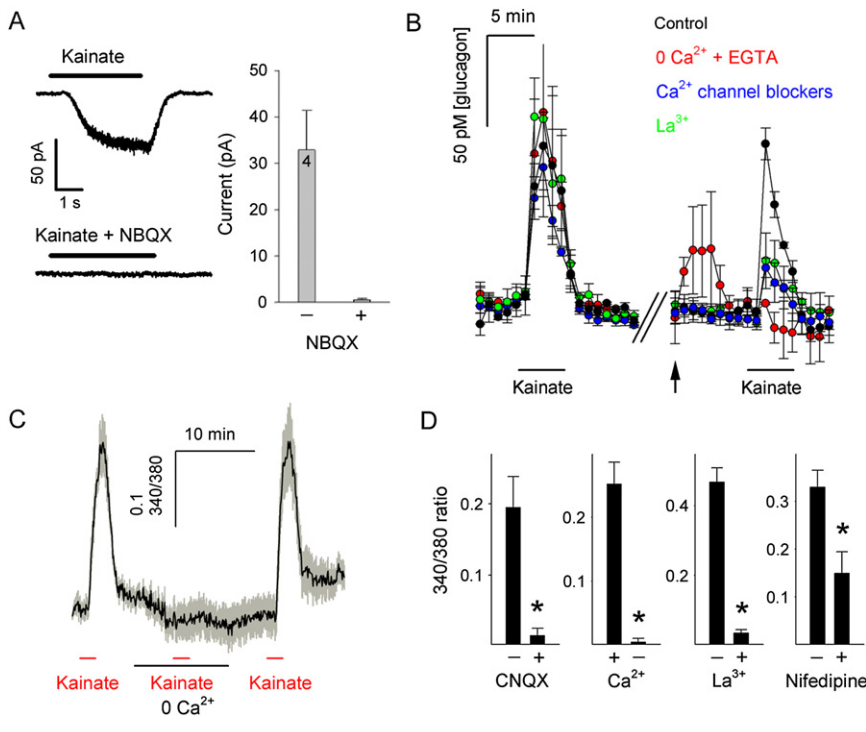 A
Kainate
50 pA
1 s
Kainate + NBQX
Current (pA)
50
40
30
20
10
0
4
–
+
NBQX
B
5 min
50 pM [glucagon]
Control
0 Ca²⁺ + EGTA
Ca²⁺ channel blockers
La³⁺
Kainate
Kainate
C
10 min
0.1
340/380
Kainate
Kainate
Kainate
0 Ca²⁺
D
340/380 ratio
0.2
0.1
*
– +
CNQX
0.2
0.1
*
+ –
Ca²⁺
0.4
0.2
*
– +
La³⁺
0.3
0.2
0.1
*
– +
Nifedipine